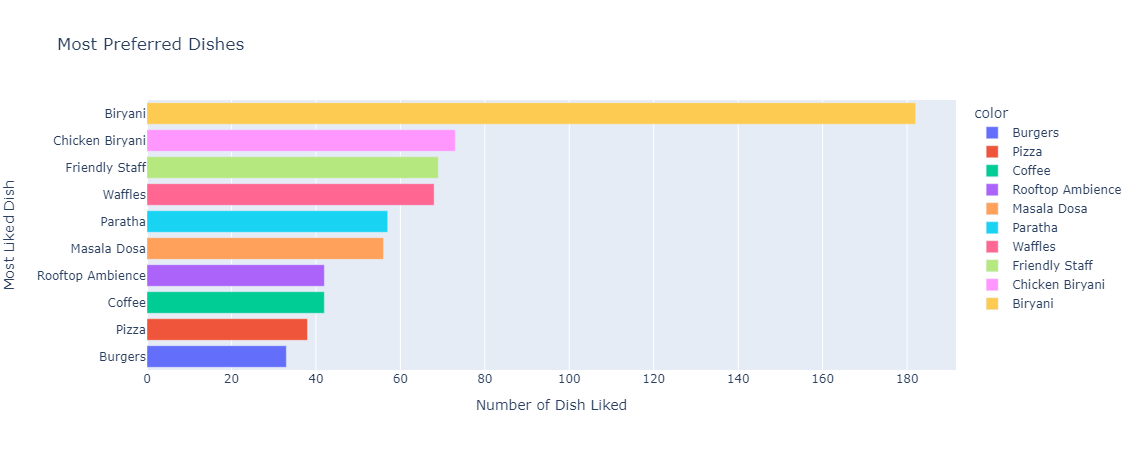 Most Preferred Dishes
Most Liked Dish
Biryani
Chicken Biryani
Friendly Staff
Waffles
Paratha
Masala Dosa
Rooftop Ambience
Coffee
Pizza
Burgers
0 20 40 60 80 100 120 140 160 180
Number of Dish Liked
color
Burgers
Pizza
Coffee
Rooftop Ambience
Masala Dosa
Paratha
Waffles
Friendly Staff
Chicken Biryani
Biryani